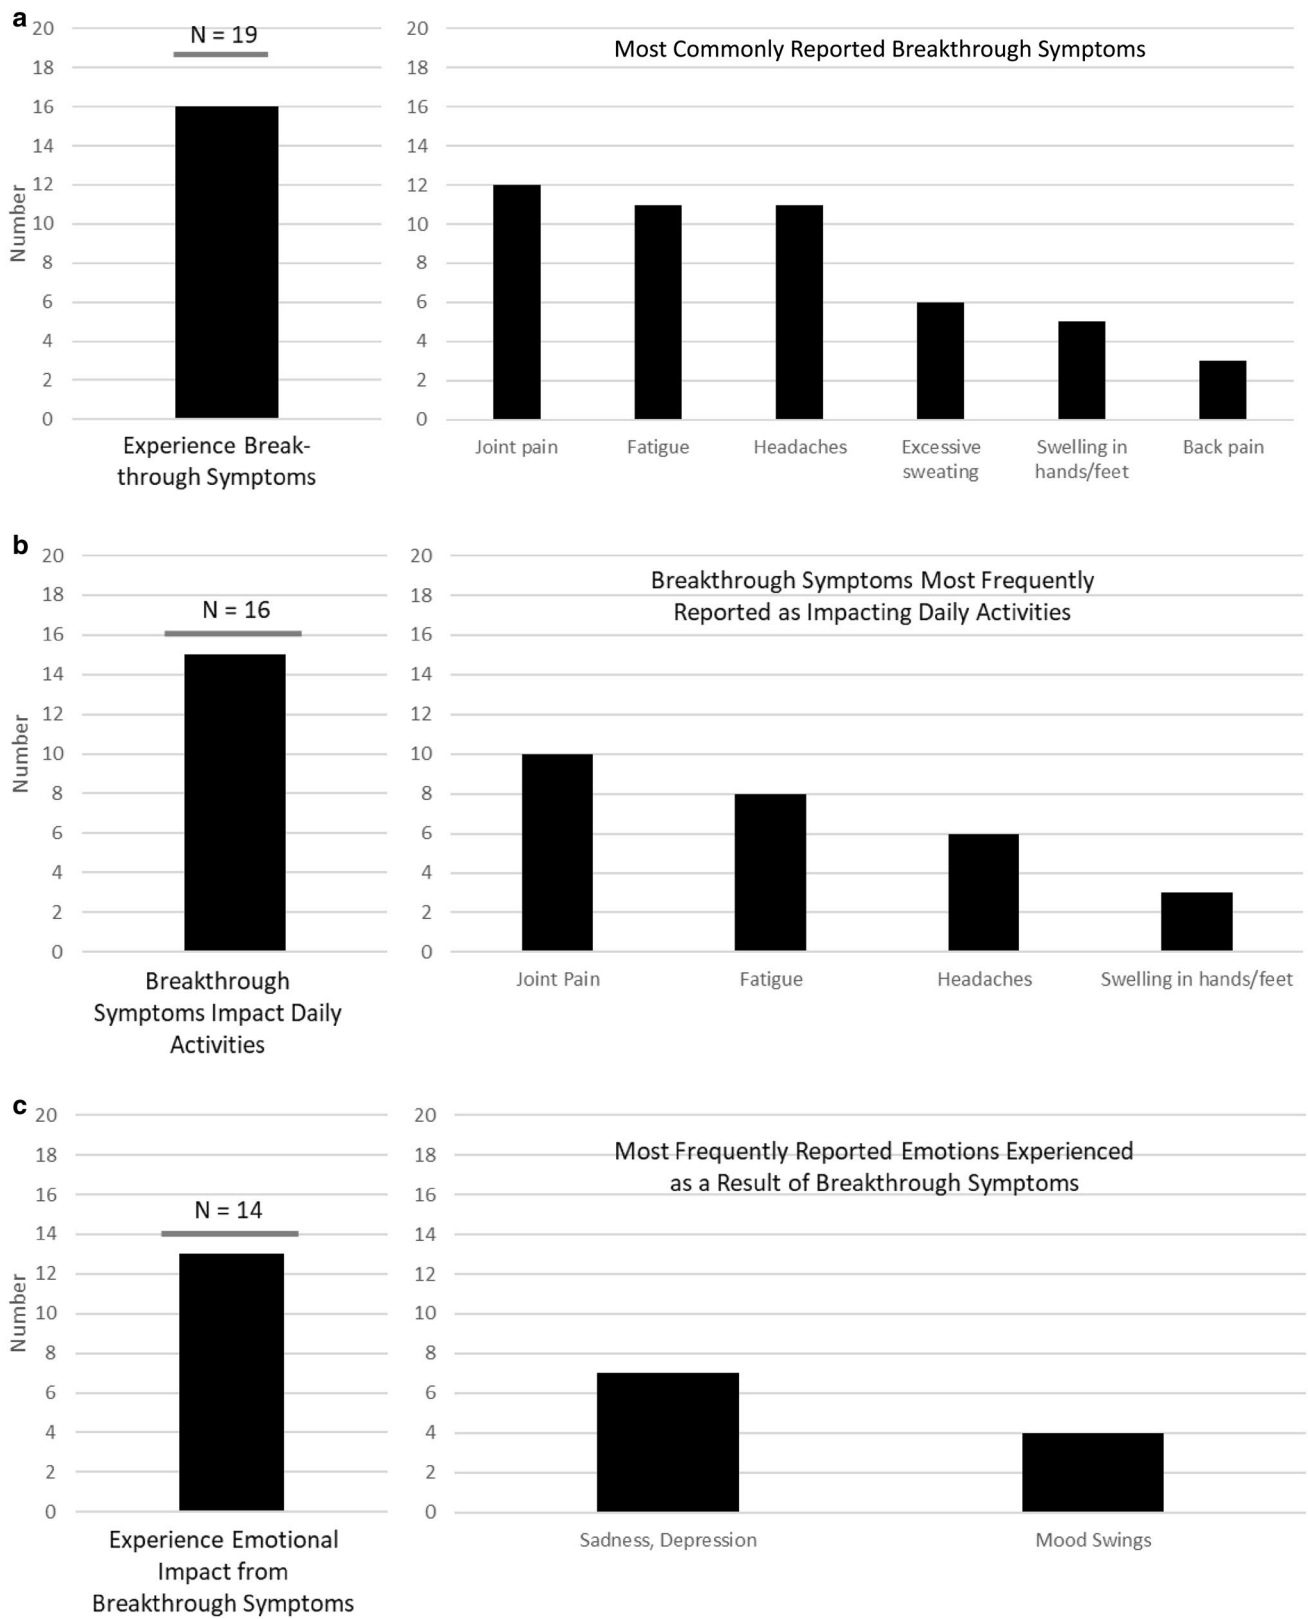 a
20
18
16
14
12
10
8
6
4
2
0
Number
N = 19
Experience Break-
through Symptoms
20
18
16
14
12
10
8
6
4
2
0
Most Commonly Reported Breakthrough Symptoms
Joint pain
Fatigue
Headaches
Excessive
sweating
Swelling in
hands/feet
Back pain
b
20
18
16
14
12
10
8
6
4
2
0
Number
N = 16
Breakthrough
Symptoms Impact Daily
Activities
20
18
16
14
12
10
8
6
4
2
0
Breakthrough Symptoms Most Frequently
Reported as Impacting Daily Activities
Joint Pain
Fatigue
Headaches
Swelling in hands/feet
c
20
18
16
14
12
10
8
6
4
2
0
Number
N = 14
Experience Emotional
Impact from
Breakthrough Symptoms
20
18
16
14
12
10
8
6
4
2
0
Most Frequently Reported Emotions Experienced
as a Result of Breakthrough Symptoms
Sadness, Depression
Mood Swings